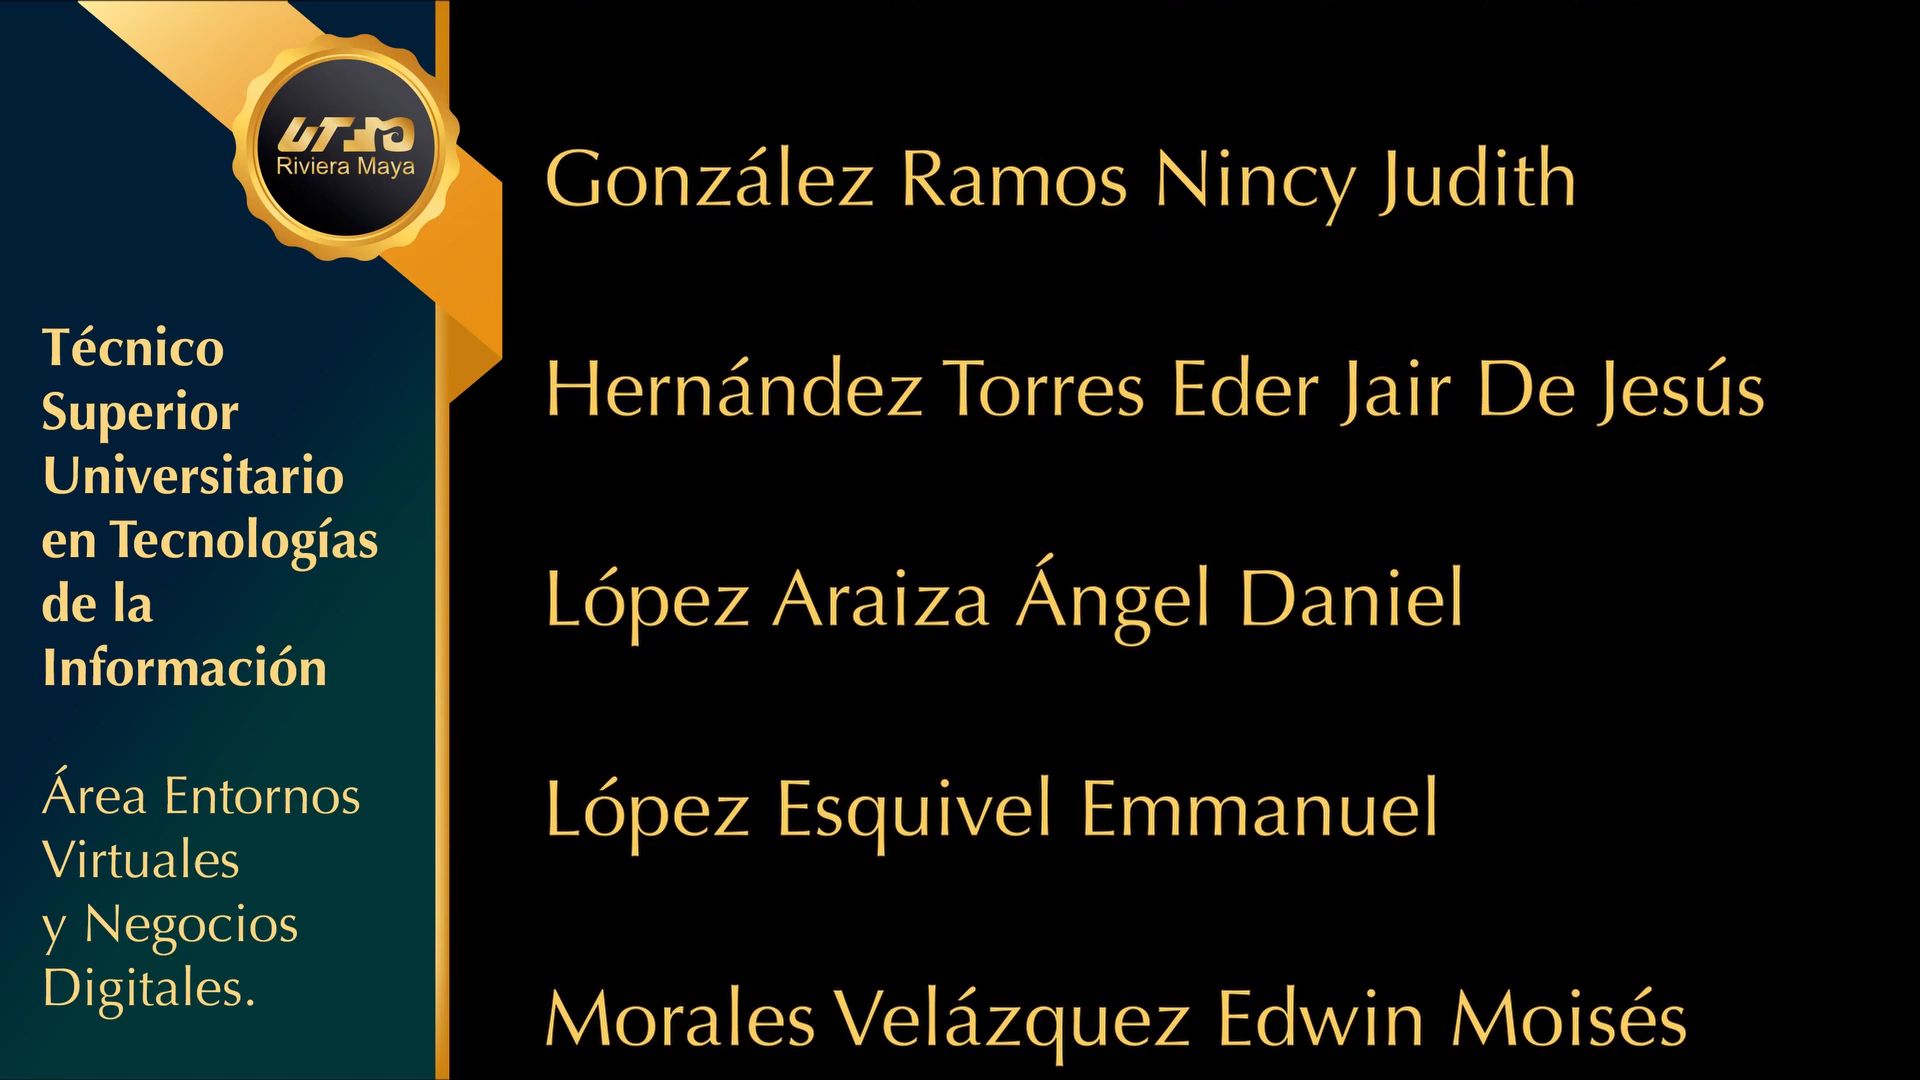 UT
Riviera Maya
Técnico
Superior
Universitario
en Tecnologías
de la
Información
Área Entornos
Virtuales
y Negocios
Digitales.
González Ramos Nincy Judith
Hernández Torres Eder Jair De Jesús
López Araiza Ángel Daniel
López Esquivel Emmanuel
Morales Velázquez Edwin Moisés